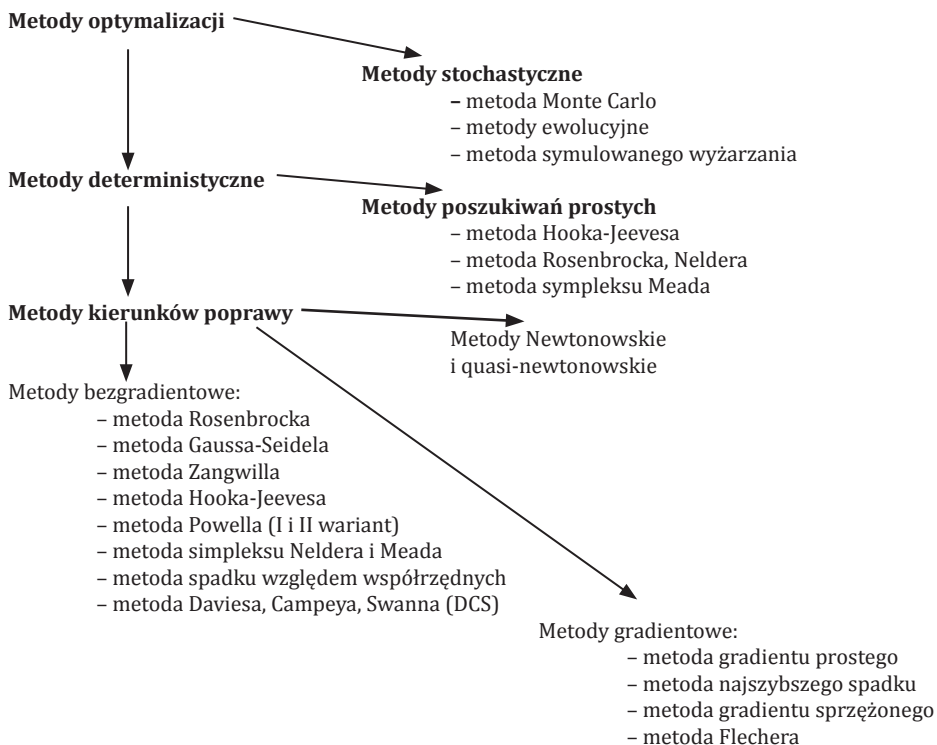 Metody optymalizacji
Metody stochastyczne
– metoda Monte Carlo
– metody ewolucyjne
– metoda symulowanego wyżarzania
Metody deterministyczne
Metody poszukiwań prostych
– metoda Hooka-Jeevesa
– metoda Rosenbrocka, Neldera
– metoda sympleksu Meada
Metody kierunków poprawy
Metody Newtonowskie
i quasi-newtonowskie
Metody bezgradientowe:
– metoda Rosenbrocka
– metoda Gaussa-Seidela
– metoda Zangwilla
– metoda Hooka-Jeevesa
– metoda Powella (I i II wariant)
– metoda simpleksu Neldera i Meada
– metoda spadku względem współrzędnych
– metoda Daviesa, Campeya, Swanna (DCS)
Metody gradientowe:
– metoda gradientu prostego
– metoda najszybszego spadku
– metoda gradientu sprzężonego
– metoda Flechera